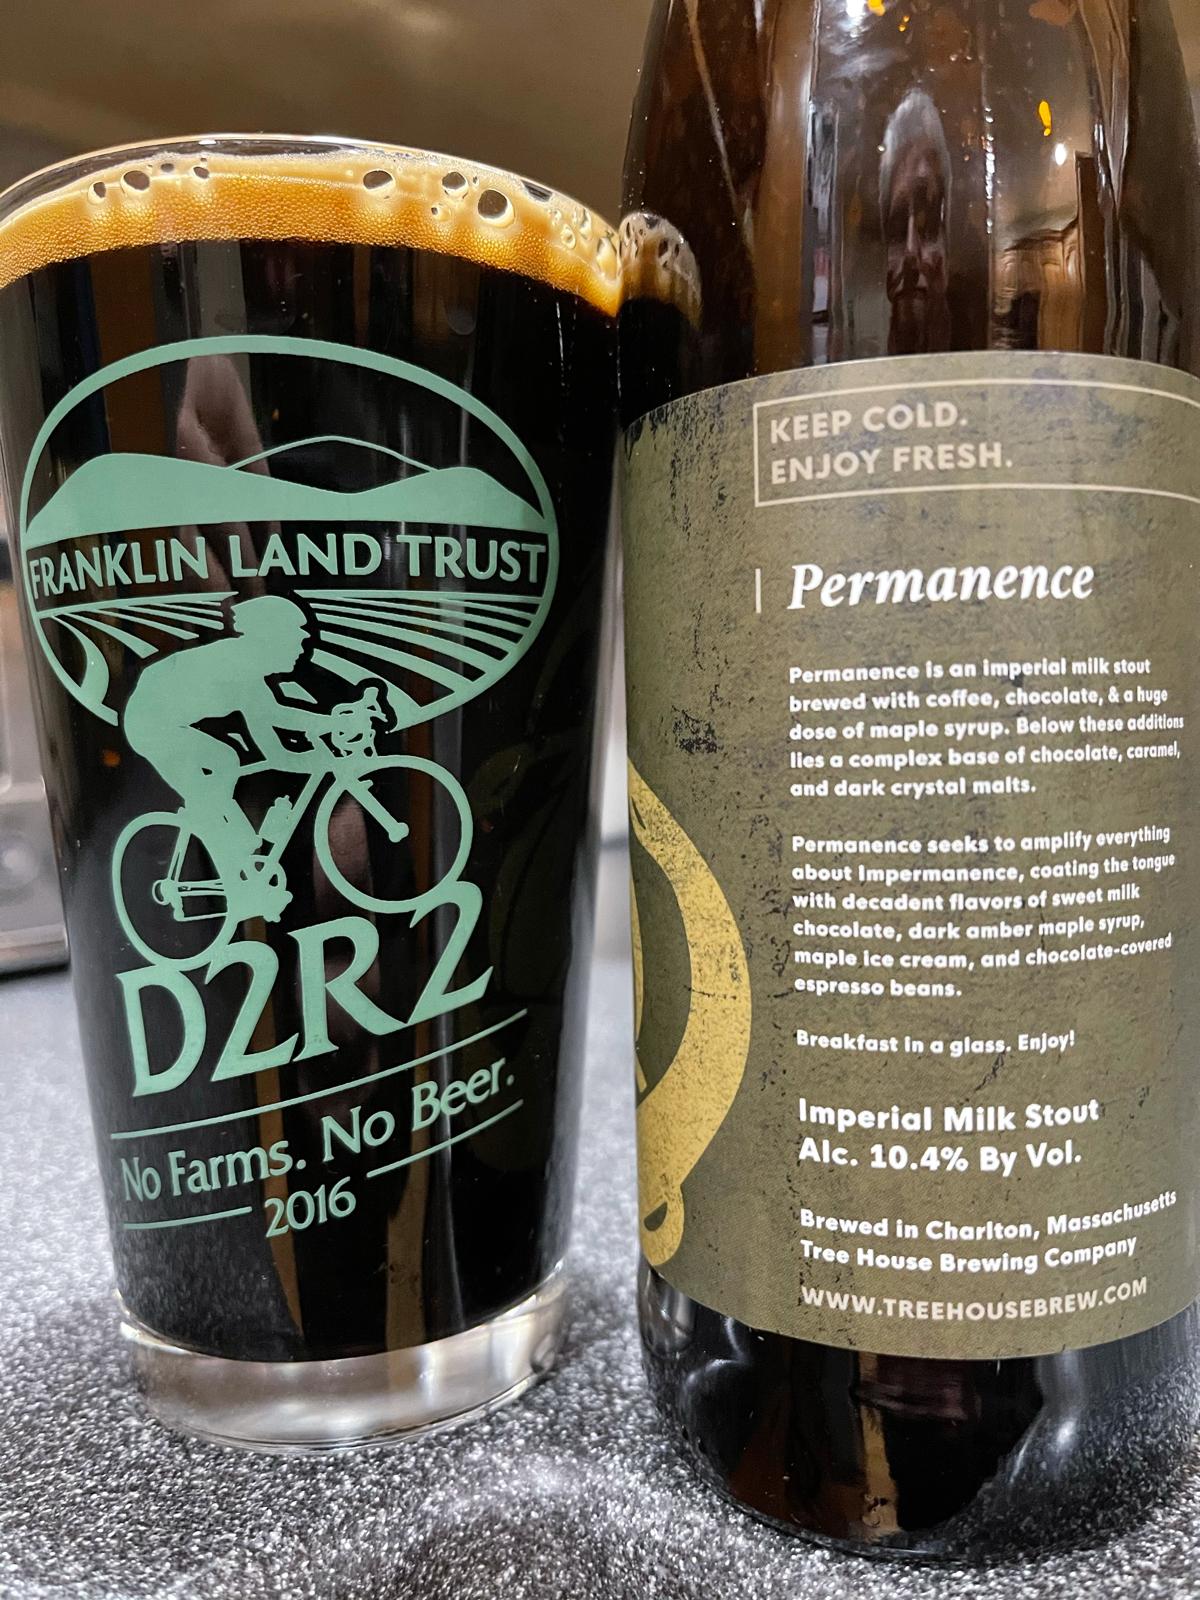 FRANKLIN LAND TRUST
D2R2
No Farms. No Beer.
2016
KEEP COLD.
ENJOY FRESH.
Permanence
Permanence is an imperial milk stout
brewed with coffee, chocolate, & a huge
dose of maple syrup. Below these additions
lies a complex base of chocolate, caramel,
and dark crystal malts.
Permanence seeks to amplify everything
about Impermanence, coating the tongue
with decadent flavors of sweet milk
chocolate, dark amber maple syrup,
maple ice cream, and chocolate-covered
espresso beans.
Breakfast in a glass. Enjoy!
Imperial Milk Stout
Alc. 10.4% By Vol.
Brewed in Charlton, Massachusetts
Tree House Brewing Company
WWW.TREEHOUSEBREW.COM